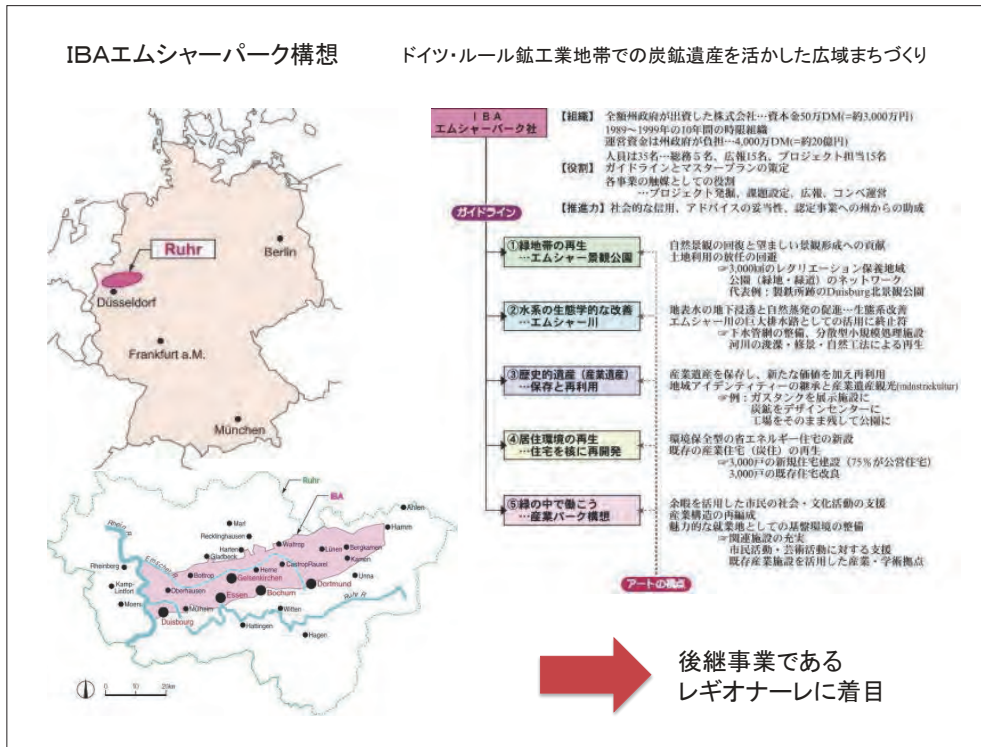 IBAエムシャーパーク構想
ドイツ・ルール鉱工業地帯での炭鉱遺産を活かした広域まちづくり
Ruhr
Berlin
Düsseldorf
Frankfurt a.M.
München
Ruhr
IBA
Rhein R.
Emscher R.
Ruhr R.
Ahlen
Hamm
Marl
Recklinghausen
Herten
Gladbeck
Waltrop
Lünen
Bergkamen
Kamen
Unna
Rheinberg
Kamp-
Lintfort
Moers
Bottrop
Oberhausen
Herne
CastropRauxel
Gelsenkirchen
Dortmund
Essen
Bochum
Mülheim
Duisbourg
Witten
Hattingen
Hagen
0 10 20km
IBA
エムシャーパーク社
【組織】 全額州政府が出資した株式会社…資本金50万DM(=約3,000万円)
1989〜1999年の10年間の時限組織
運営資金は州政府が負担…4,000万DM(=約20億円)
人員は35名…総務5名、広報15名、プロジェクト担当15名
【役割】 ガイドラインとマスタープランの策定
各事業の触媒としての役割
…プロジェクト発掘、課題設定、広報、コンペ運営
【推進力】社会的な信用、アドバイスの妥当性、認定事業への州からの助成
ガイドライン
①緑地帯の再生
…エムシャー景観公園
自然景観の回復と望ましい景観形成への貢献
土地利用の放任の回避
☞3,000㎢のレクリエーション保養地域
公園（緑地・緑道）のネットワーク
代表例：製鉄所跡のDuisburg北景観公園
②水系の生態学的な改善
…エムシャー川
地表水の地下浸透と自然蒸発の促進…生態系改善
エムシャー川の巨大排水路としての活用に終止符
☞下水管網の整備、分散型小規模処理施設
河川の浚渫・修景・自然工法による再生
③歴史的遺産（産業遺産）
…保存と再利用
産業遺産を保存し、新たな価値を加え再利用
地域アイデンティティーの継承と産業遺産観光(industriekultur)
☞例：ガスタンクを展示施設に
炭鉱をデザインセンターに
工場をそのまま残して公園に
④居住環境の再生
…住宅を核に再開発
環境保全型の省エネルギー住宅の新設
既存の産業住宅（炭住）の再生
☞3,000戸の新規住宅建設（75％が公営住宅）
3,000戸の既存住宅改良
⑤緑の中で働こう
…産業パーク構想
余暇を活用した市民の社会・文化活動の支援
産業構造の再編成
魅力的な就業地としての基盤環境の整備
☞関連施設の充実
市民活動・芸術活動に対する支援
既存産業施設を活用した産業・学術拠点
アートの視点
後継事業である
レギオナーレに着目